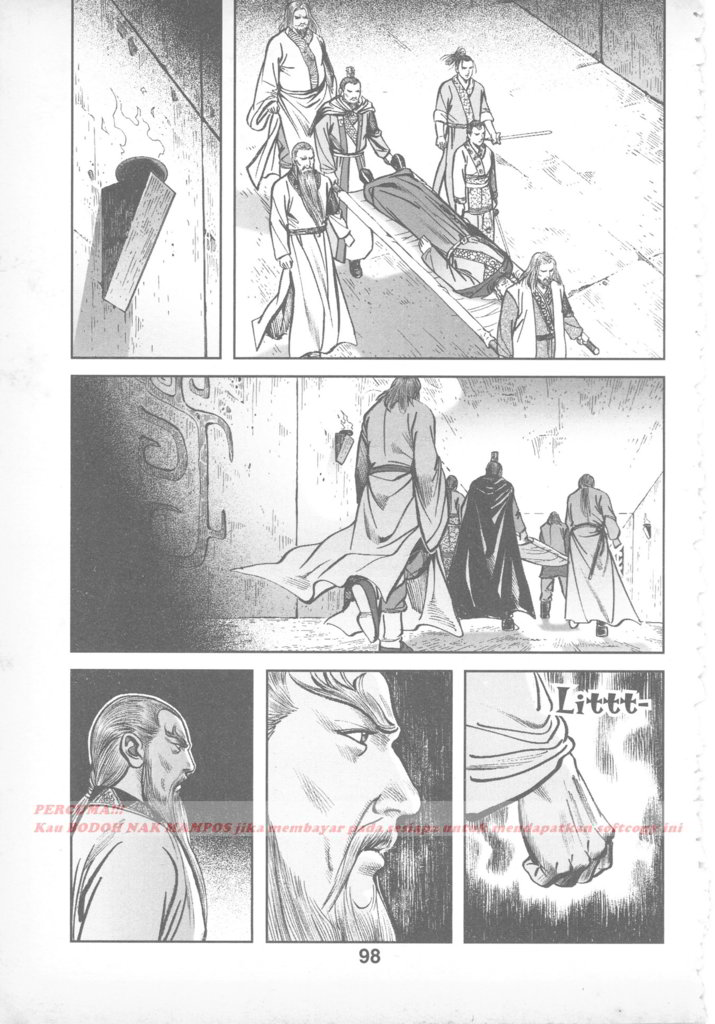 Littt-
PERCUMA!!!
Kau BODOH NAK MAMPOS jika membayar pada sesiapa untuk mendapatkan softcopy ini
98